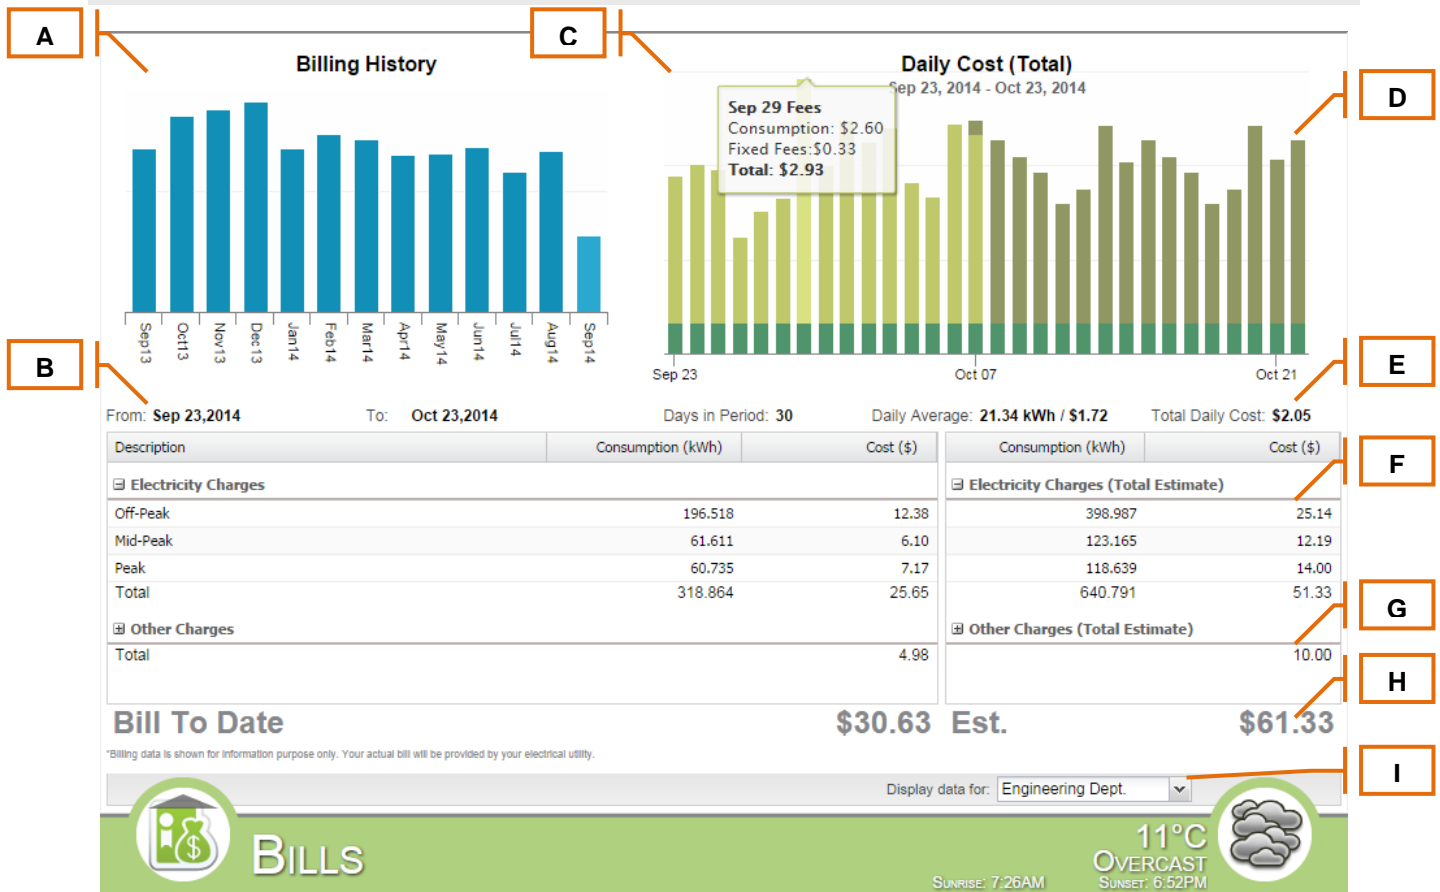 A
C
Billing History
Daily Cost (Total)
Sep 23, 2014 - Oct 23, 2014
D
Sep 29 Fees
Consumption: $2.60
Fixed Fees:$0.33
Total: $2.93
Sep13
Oct13
Nov13
Dec13
Jan14
Feb14
Mar14
Apr14
May14
Jun14
Jul14
Aug14
Sep14
Sep 23
Oct 07
Oct 21
B
E
From: Sep 23,2014 To: Oct 23,2014 Days in Period: 30 Daily Average: 21.34 kWh / $1.72 Total Daily Cost: $2.05
Description Consumption (kWh) Cost ($) Consumption (kWh) Cost ($)
F
Electricity Charges Electricity Charges (Total Estimate)
Off-Peak 196.518 12.38 398.987 25.14
Mid-Peak 61.611 6.10 123.165 12.19
Peak 60.735 7.17 118.639 14.00
Total 318.864 25.65 640.791 51.33
G
Other Charges Other Charges (Total Estimate)
Total 4.98 10.00
H
Bill To Date $30.63 Est. $61.33
*Billing data is shown for information purpose only. Your actual bill will be provided by your electrical utility.
I
Display data for: Engineering Dept.
BILLS
11°C
OVERCAST
SUNRISE: 7:26AM SUNSET: 6:52PM